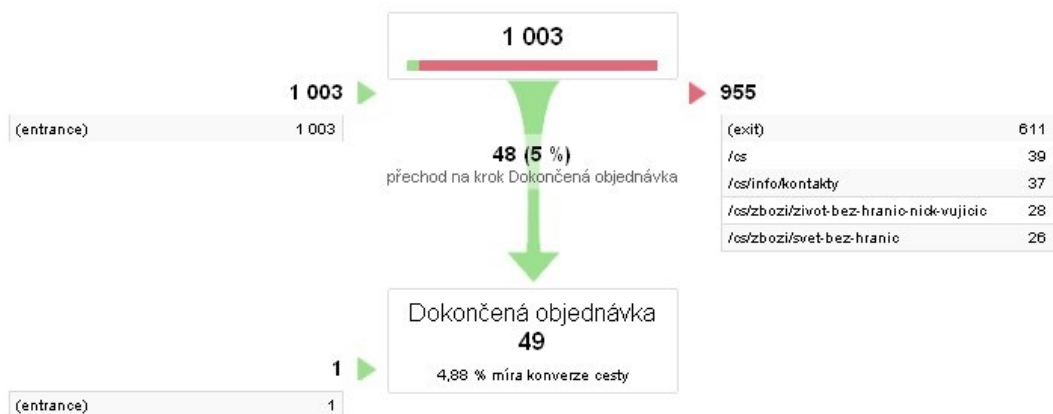 1 003
1 003
(entrance) 1 003
955
(exit) 611
/cs 39
/cs/info/kontakty 37
/cs/zbozi/zivot-bez-hranic-nick-vujicic 28
/cs/zbozi/svet-bez-hranic 26
48 (5 %)
přechod na krok Dokončená objednávka
Dokončená objednávka
49
4,88 % míra konverze cesty
1
(entrance) 1